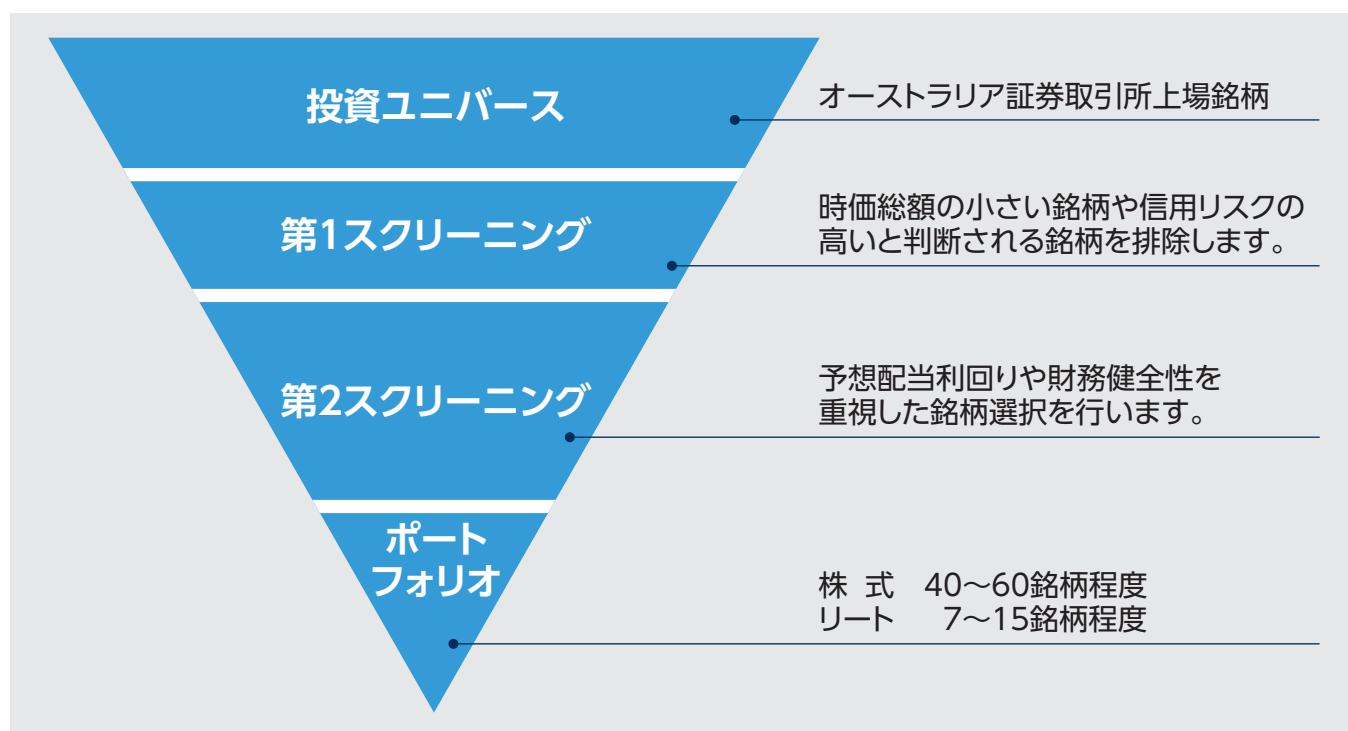 投資ユニバース
オーストラリア証券取引所上場銘柄
第1スクリーニング
時価総額の小さい銘柄や信用リスクの
高いと判断される銘柄を排除します。
第2スクリーニング
予想配当利回りや財務健全性を
重視した銘柄選択を行います。
ポート
フォリオ
株 式 40〜60銘柄程度
リート 7〜15銘柄程度